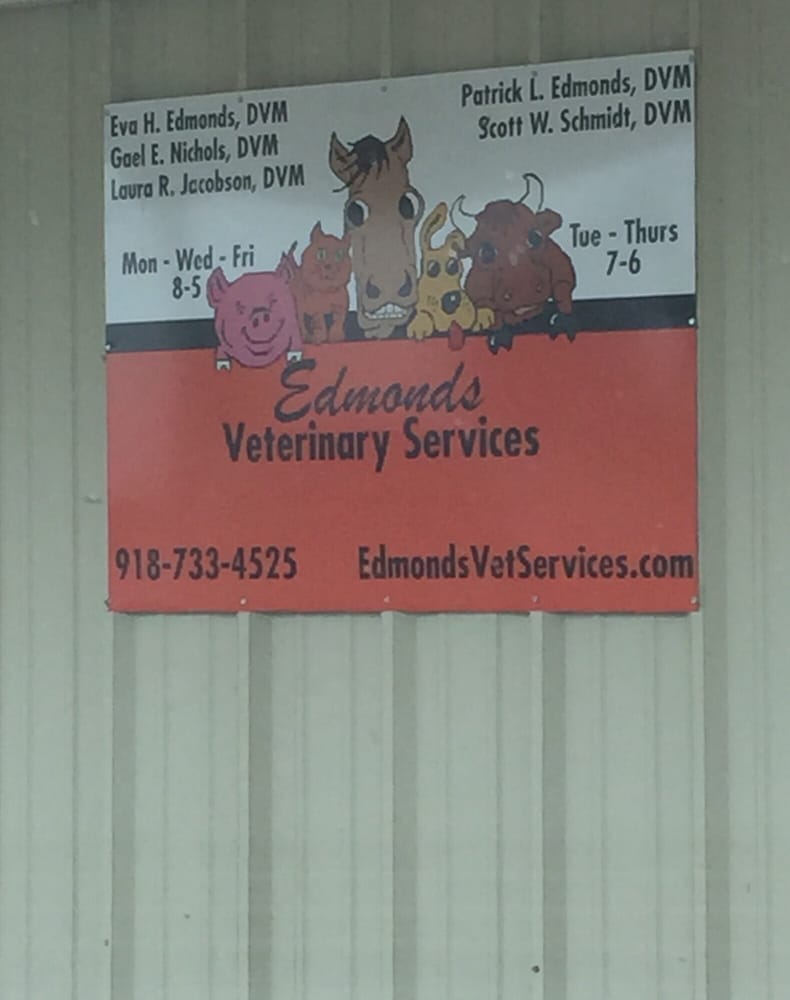 Eva H. Edmonds, DVM
Gael E. Nichols, DVM
Laura R. Jacobson, DVM
Patrick L. Edmonds, DVM
Scott W. Schmidt, DVM
Mon - Wed - Fri
8-5
Tue - Thurs
7-6
Edmonds
Veterinary Services
918-733-4525
EdmondsVetServices.com